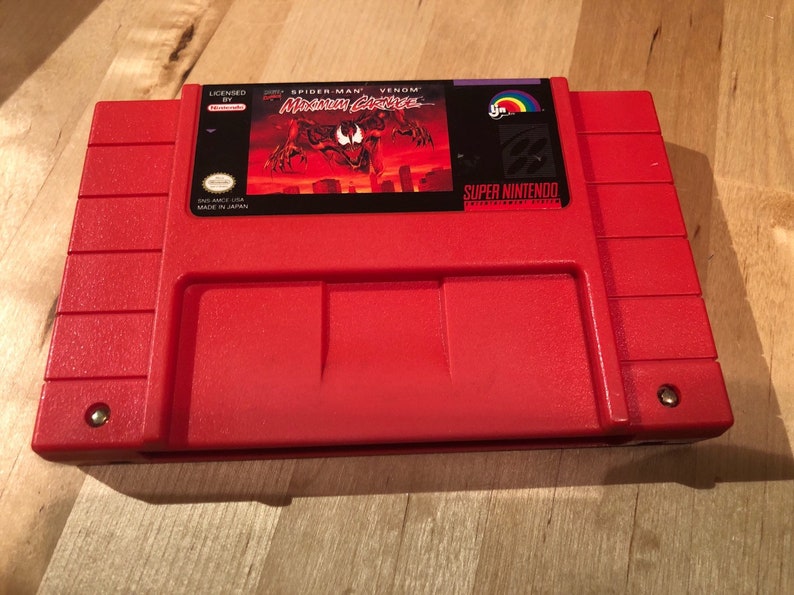 LICENSED
BY
Nintendo
SPIDER-MAN VENOM
MAXIMUM CARNAGE
LJN
SNS-AMCE-USA
MADE IN JAPAN
SUPER NINTENDO
ENTERTAINMENT SYSTEM